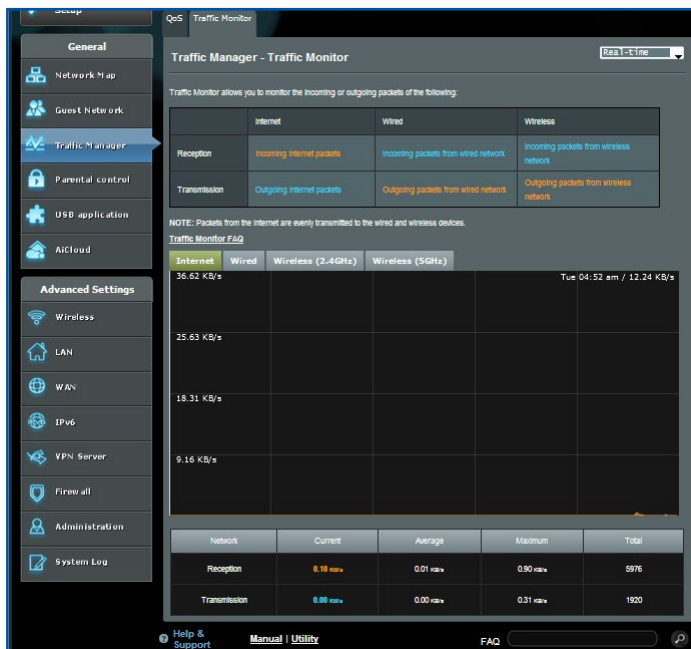 Setup
QoS Traffic Monitor
General
Network Map
Guest Network
Traffic Manager
Parental control
USB application
AiCloud
Advanced Settings
Wireless
LAN
WAN
IPv6
VPN Server
Firewall
Administration
System Log
Traffic Manager - Traffic Monitor
Real-time
Traffic Monitor allows you to monitor the incoming or outgoing packets of the following:
Internet Wired Wireless
Reception Incoming Internet packets Incoming packets from wired network Incoming packets from wireless network
Transmission Outgoing Internet packets Outgoing packets from wired network Outgoing packets from wireless network
NOTE: Packets from the Internet are evenly transmitted to the wired and wireless devices.
Traffic Monitor FAQ
Internet Wired Wireless (2.4GHz) Wireless (5GHz)
36.62 KB/s Tue 04:52 am / 12.24 KB/s
25.63 KB/s
18.31 KB/s
9.16 KB/s
Network Current Average Maximum Total
Reception 0.10 KB/s 0.01 KB/s 0.90 KB/s 5976
Transmission 0.00 KB/s 0.00 KB/s 0.31 KB/s 1920
Help & Support Manual | Utility FAQ